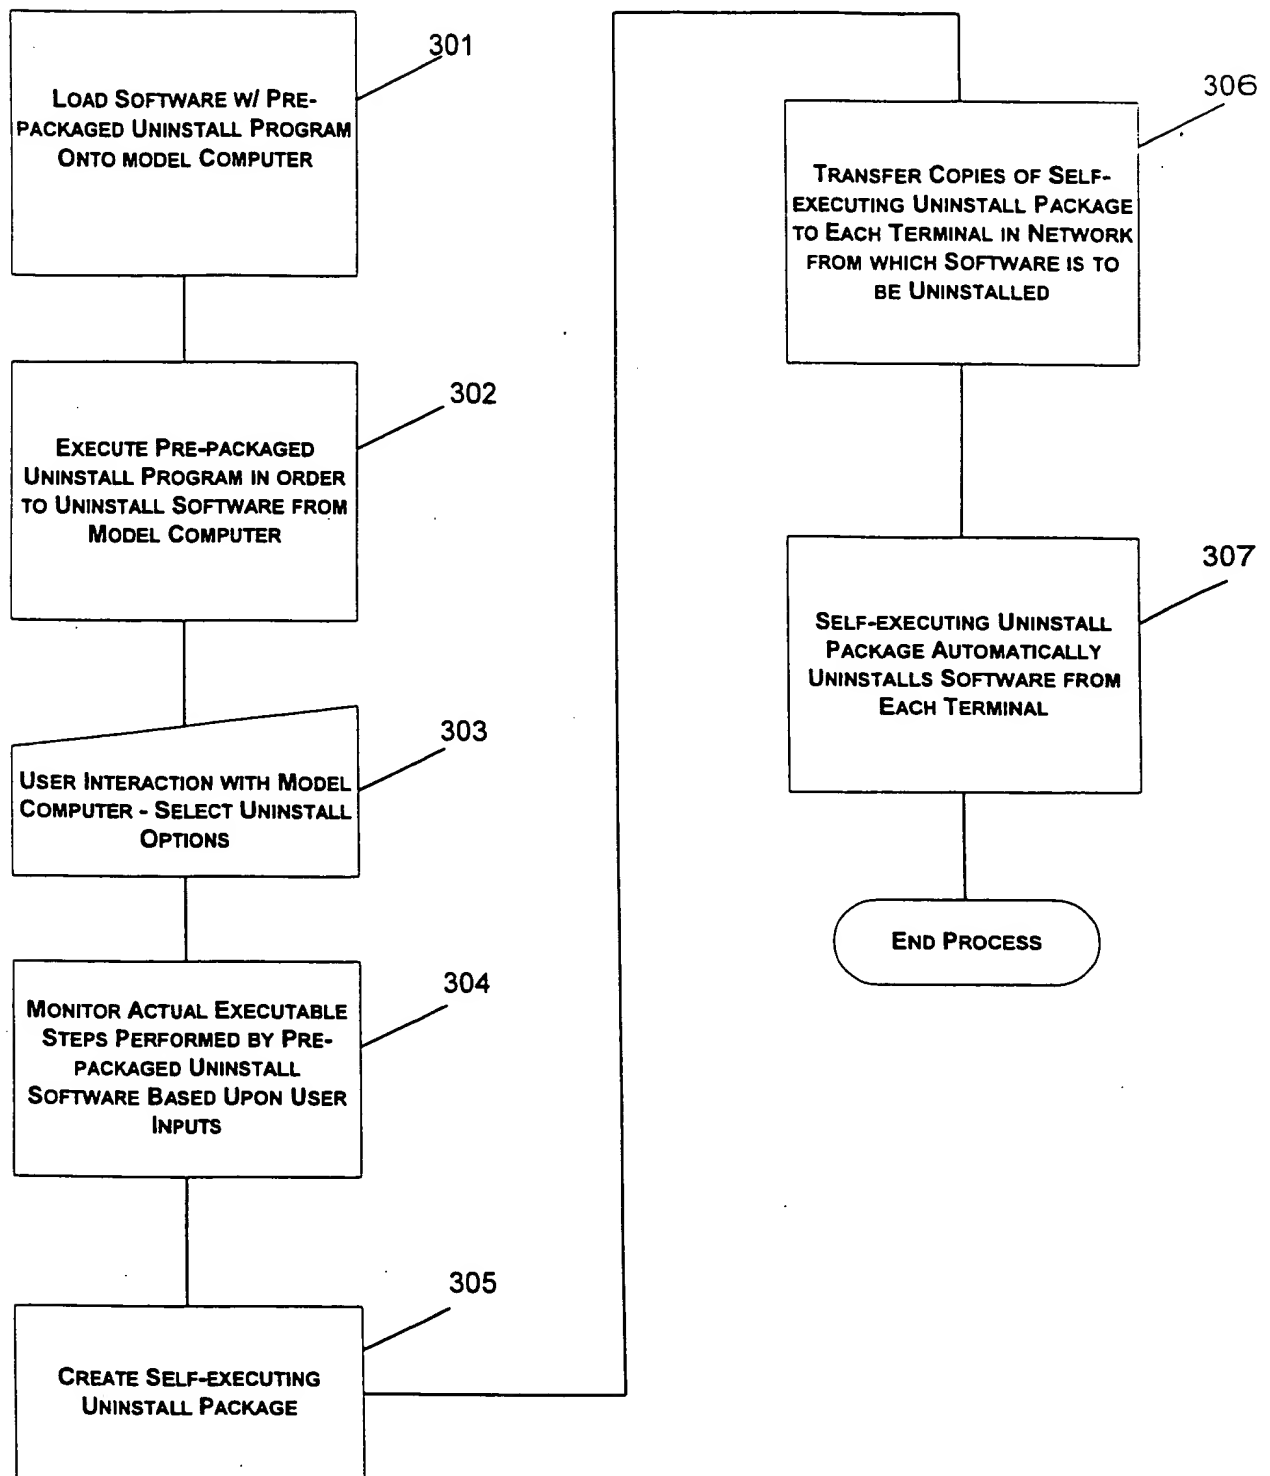 301
LOAD SOFTWARE W/ PRE-
PACKAGED UNINSTALL PROGRAM
ONTO MODEL COMPUTER
302
EXECUTE PRE-PACKAGED
UNINSTALL PROGRAM IN ORDER
TO UNINSTALL SOFTWARE FROM
MODEL COMPUTER
303
USER INTERACTION WITH MODEL
COMPUTER - SELECT UNINSTALL
OPTIONS
304
MONITOR ACTUAL EXECUTABLE
STEPS PERFORMED BY PRE-
PACKAGED UNINSTALL
SOFTWARE BASED UPON USER
INPUTS
305
CREATE SELF-EXECUTING
UNINSTALL PACKAGE
306
TRANSFER COPIES OF SELF-
EXECUTING UNINSTALL PACKAGE
TO EACH TERMINAL IN NETWORK
FROM WHICH SOFTWARE IS TO
BE UNINSTALLED
307
SELF-EXECUTING UNINSTALL
PACKAGE AUTOMATICALLY
UNINSTALLS SOFTWARE FROM
EACH TERMINAL
END PROCESS